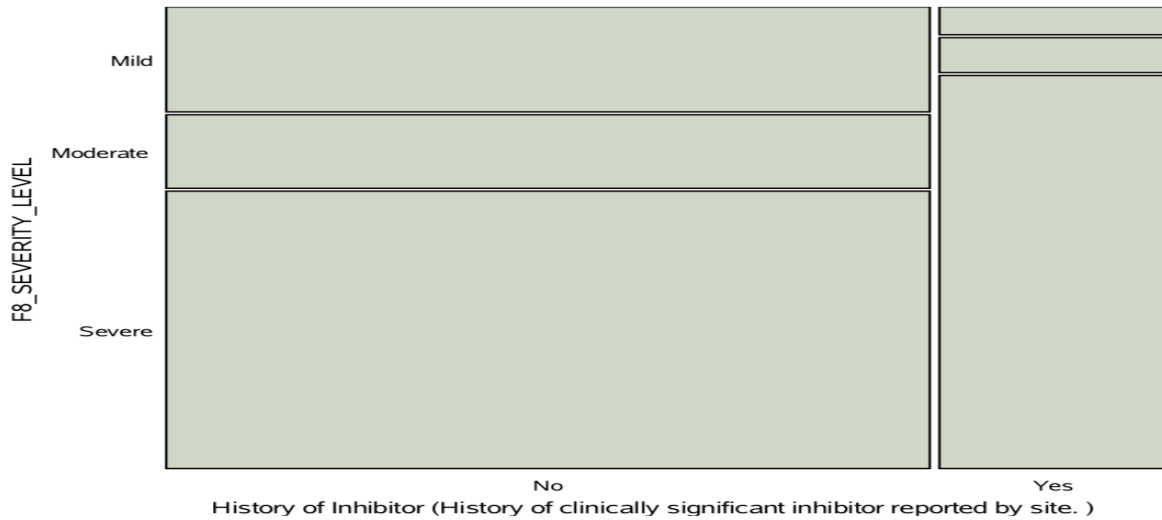 Mild
Moderate
F8_SEVERITY_LEVEL
Severe
No
Yes
History of Inhibitor (History of clinically significant inhibitor reported by site. )